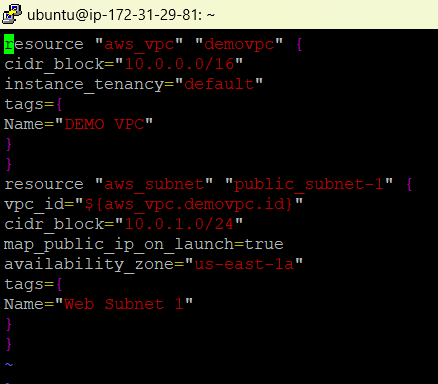 ubuntu@ip-172-31-29-81: ~
resource "aws_vpc" "demovpc" {
cidr_block="10.0.0.0/16"
instance_tenancy="default"
tags={
Name="DEMO VPC"
}
}
resource "aws_subnet" "public_subnet-1" {
vpc_id="${aws_vpc.demovpc.id}"
cidr_block="10.0.1.0/24"
map_public_ip_on_launch=true
availability_zone="us-east-1a"
tags={
Name="Web Subnet 1"
}
}
~